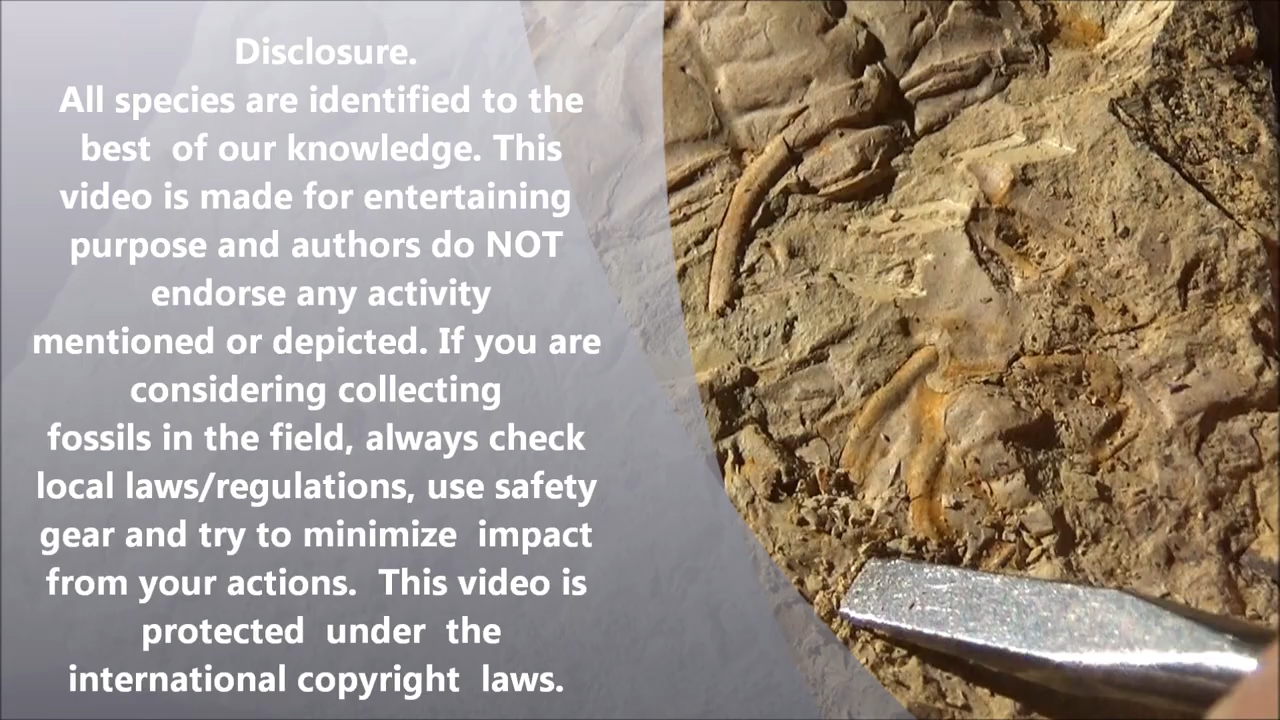 Disclosure.
All species are identified to the
best  of our knowledge. This
video is made for entertaining
purpose and authors do NOT
endorse any activity
mentioned or depicted. If you are
considering collecting
fossils in the field, always check
local laws/regulations, use safety
gear and try to minimize  impact
from your actions.  This video is
protected  under  the
international copyright  laws.